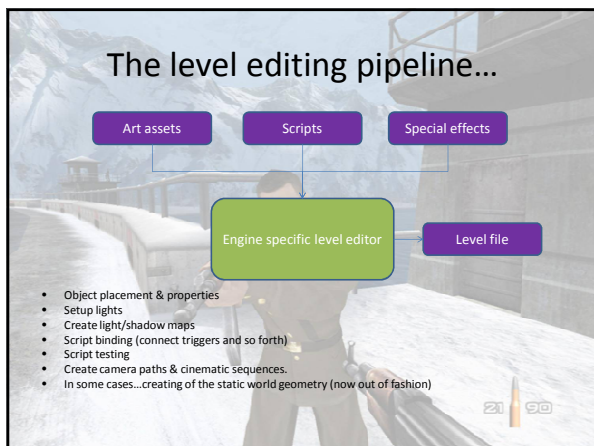 The level editing pipeline…
Art assets
Scripts
Special effects
Engine specific level editor
Level file
• Object placement & properties
• Setup lights
• Create light/shadow maps
• Script binding (connect triggers and so forth)
• Script testing
• Create camera paths & cinematic sequences.
• In some cases…creating of the static world geometry (now out of fashion)
21 90